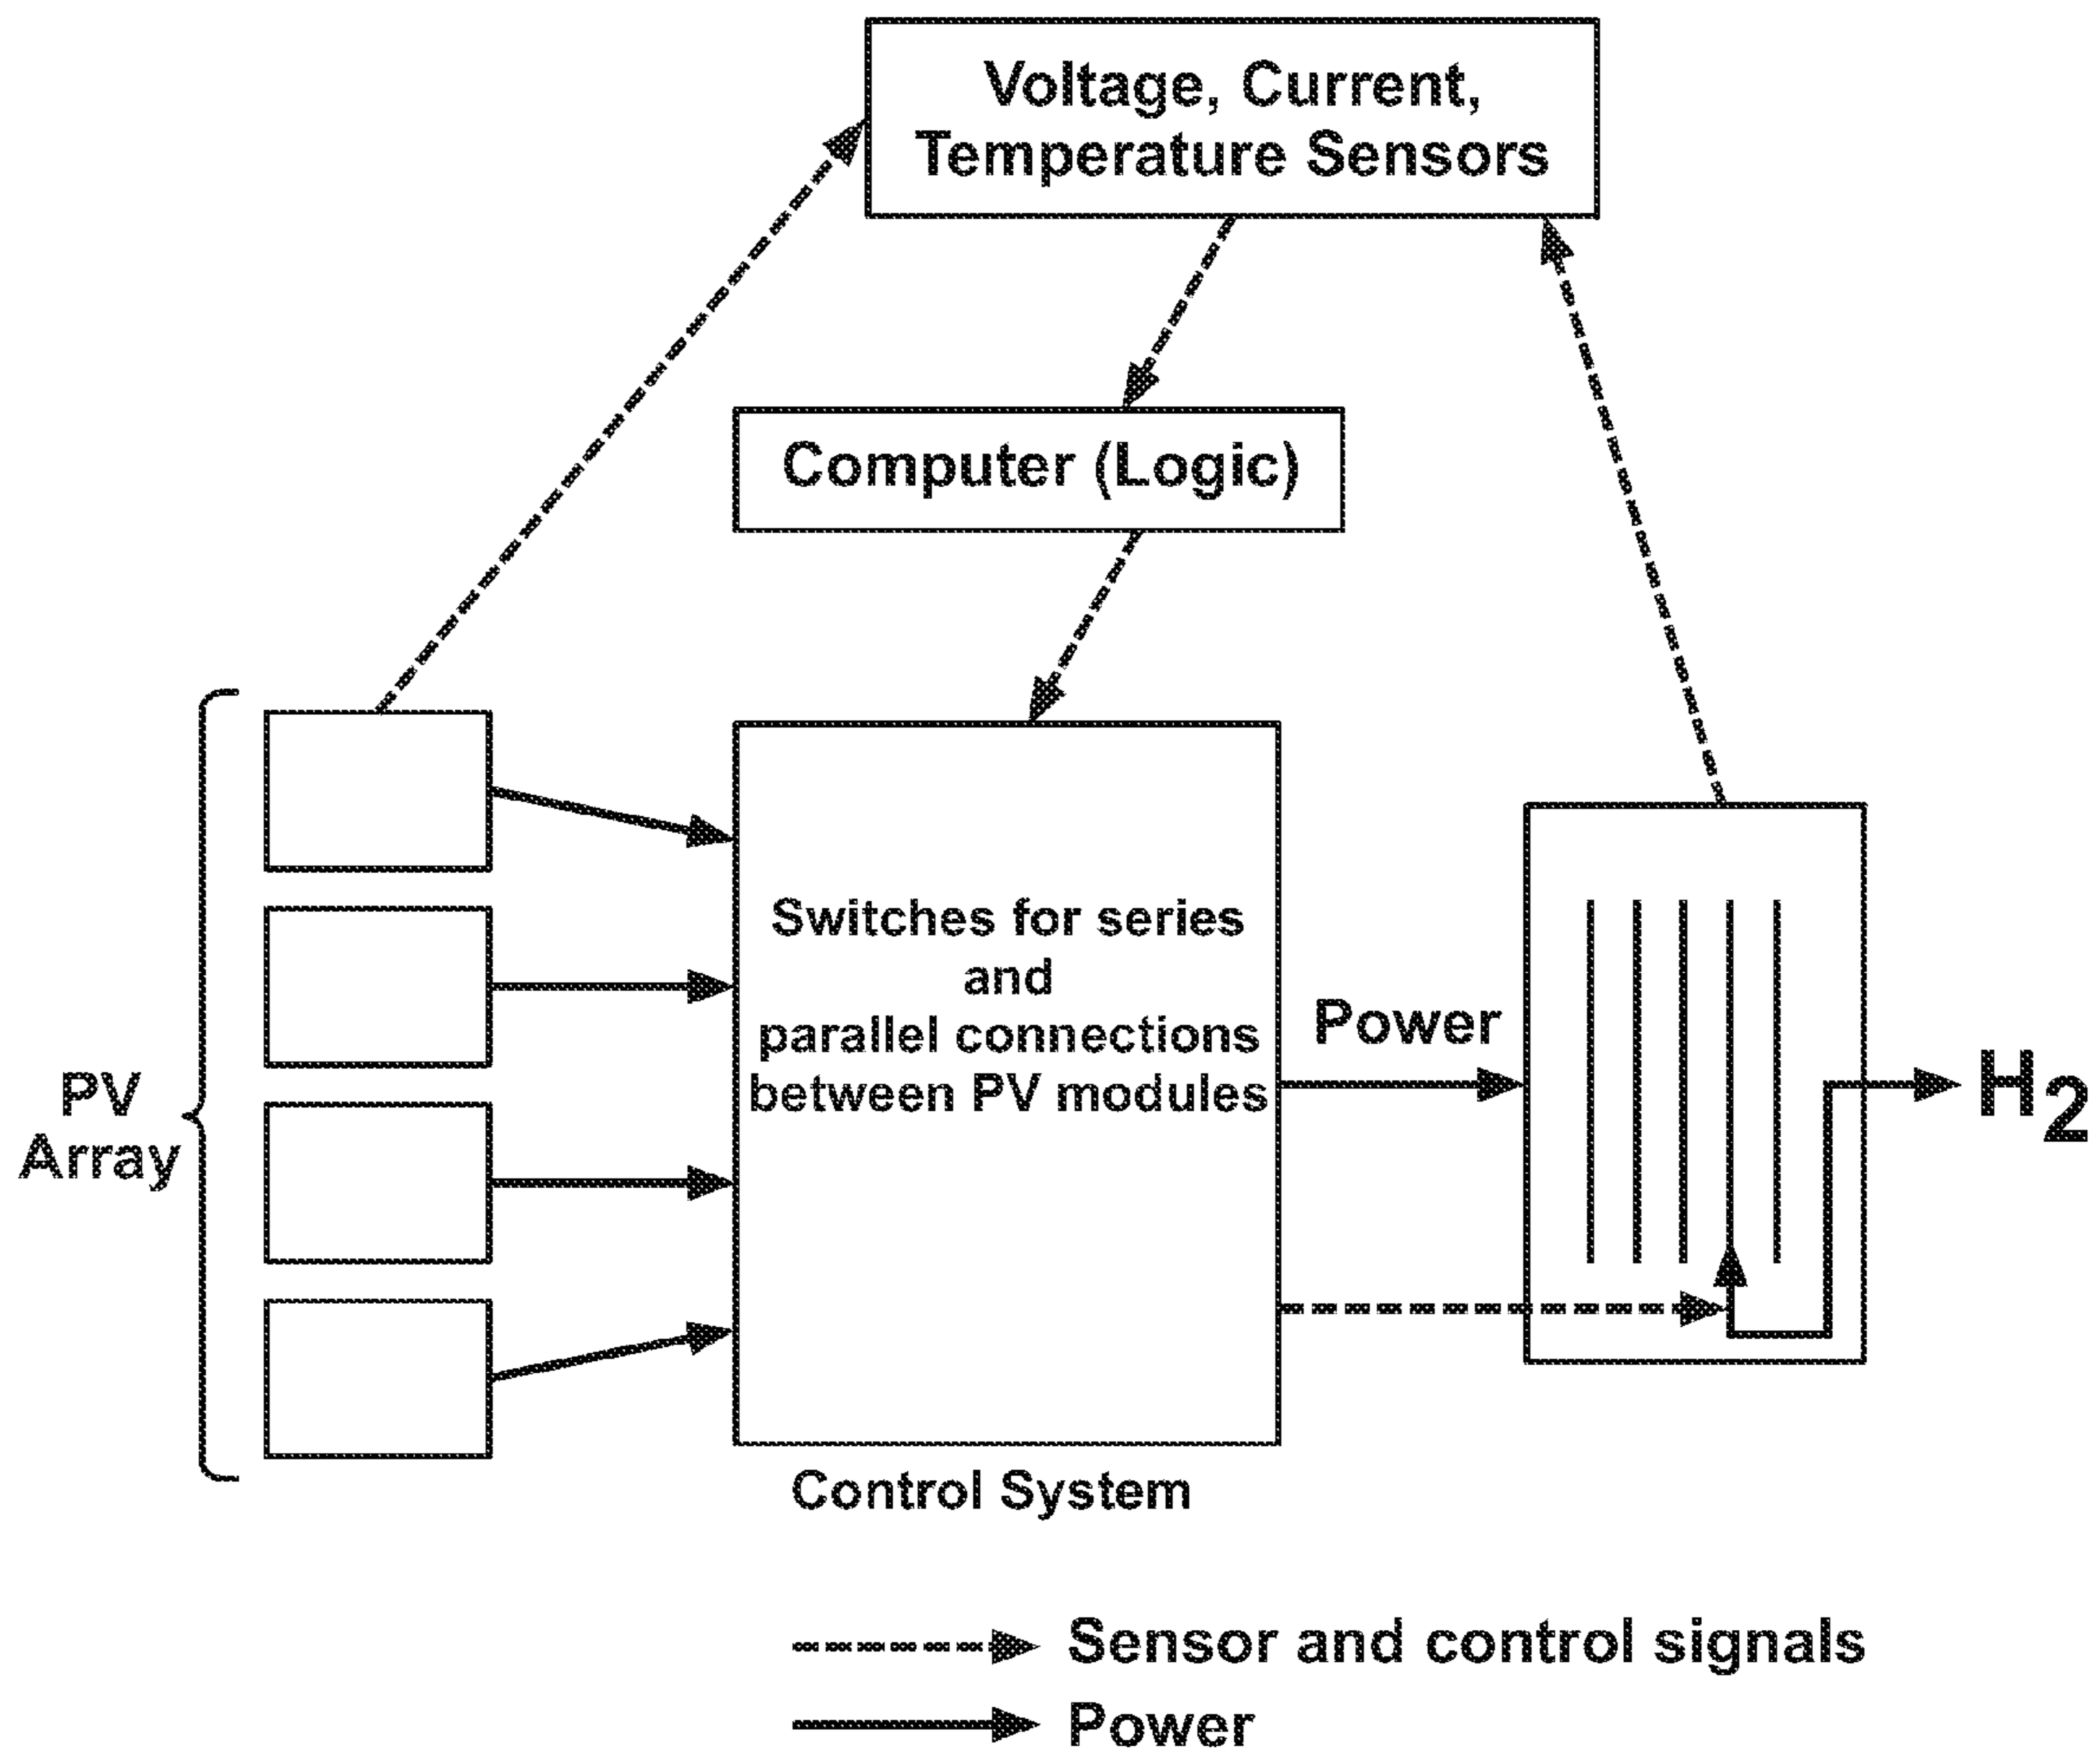 Voltage, Current,
Temperature Sensors
Computer (Logic)
PV
Array
Switches for series
and
parallel connections
between PV modules
Power
H2
Control System
Sensor and control signals
Power